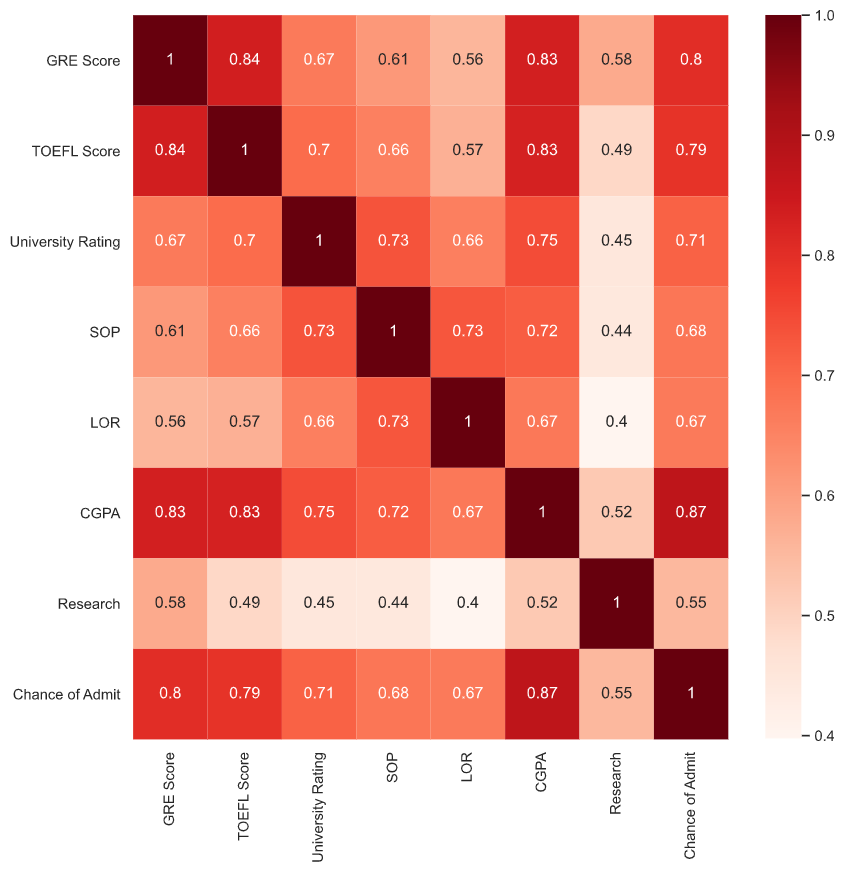 GRE Score 1 0.84 0.67 0.61 0.56 0.83 0.58 0.8
TOEFL Score 0.84 1 0.7 0.66 0.57 0.83 0.49 0.79
University Rating 0.67 0.7 1 0.73 0.66 0.75 0.45 0.71
SOP 0.61 0.66 0.73 1 0.73 0.72 0.44 0.68
LOR 0.56 0.57 0.66 0.73 1 0.67 0.4 0.67
CGPA 0.83 0.83 0.75 0.72 0.67 1 0.52 0.87
Research 0.58 0.49 0.45 0.44 0.4 0.52 1 0.55
Chance of Admit 0.8 0.79 0.71 0.68 0.67 0.87 0.55 1
GRE Score
TOEFL Score
University Rating
SOP
LOR
CGPA
Research
Chance of Admit
1.0
0.9
0.8
0.7
0.6
0.5
0.4